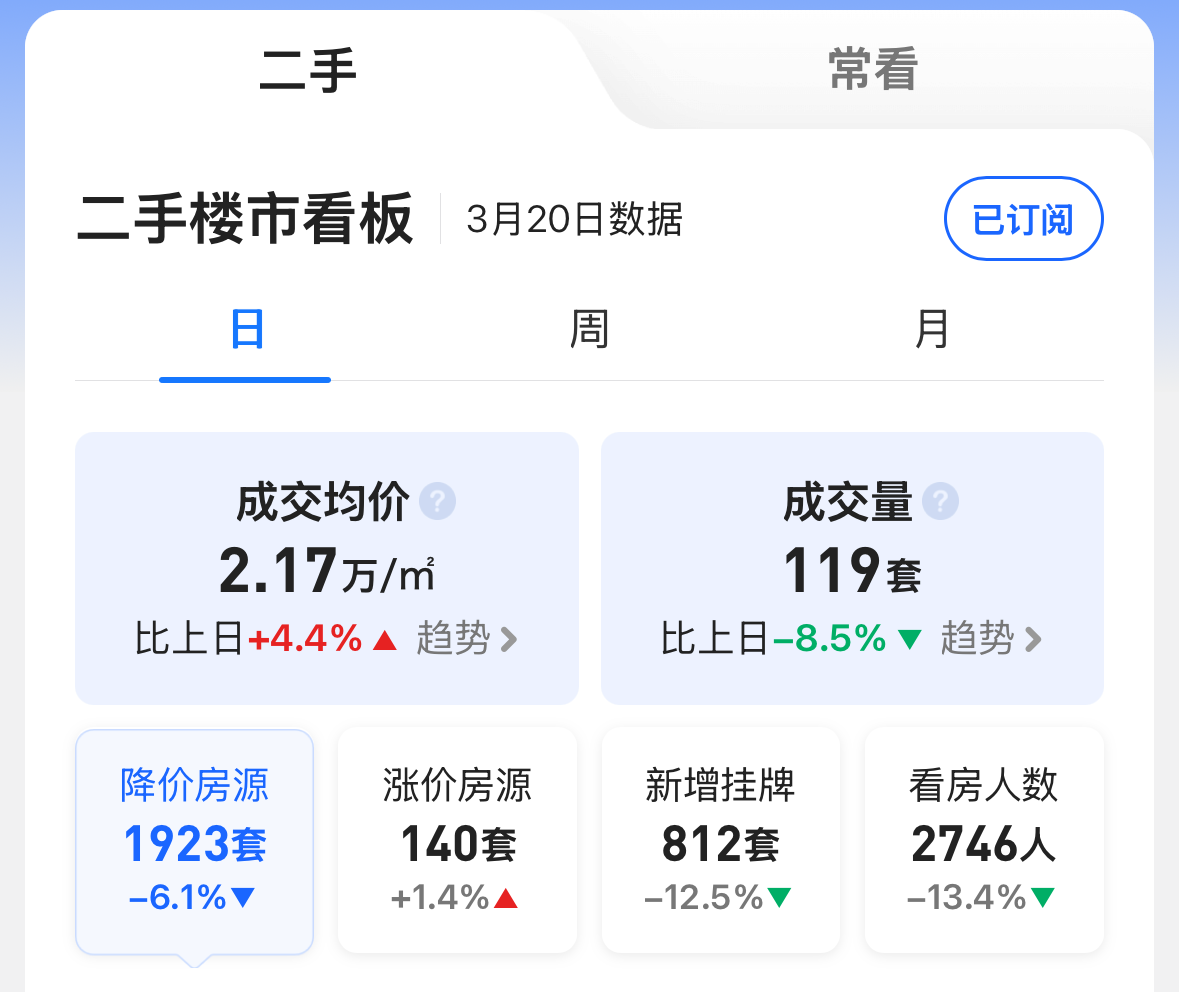 二手
常看
二手楼市看板 3月20日数据
已订阅
日
周
月
成交均价 ?
2.17万/㎡
比上日+4.4%▲ 趋势 >
成交量 ?
119套
比上日-8.5%▼ 趋势 >
降价房源
1923套
-6.1%▼
涨价房源
140套
+1.4%▲
新增挂牌
812套
-12.5%▼
看房人数
2746人
-13.4%▼